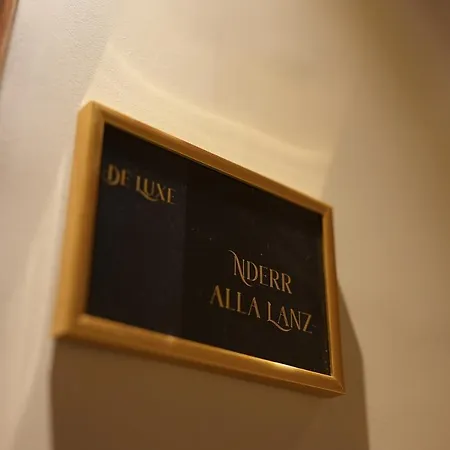 DE LUXE
NDERR
ALLA LANZ